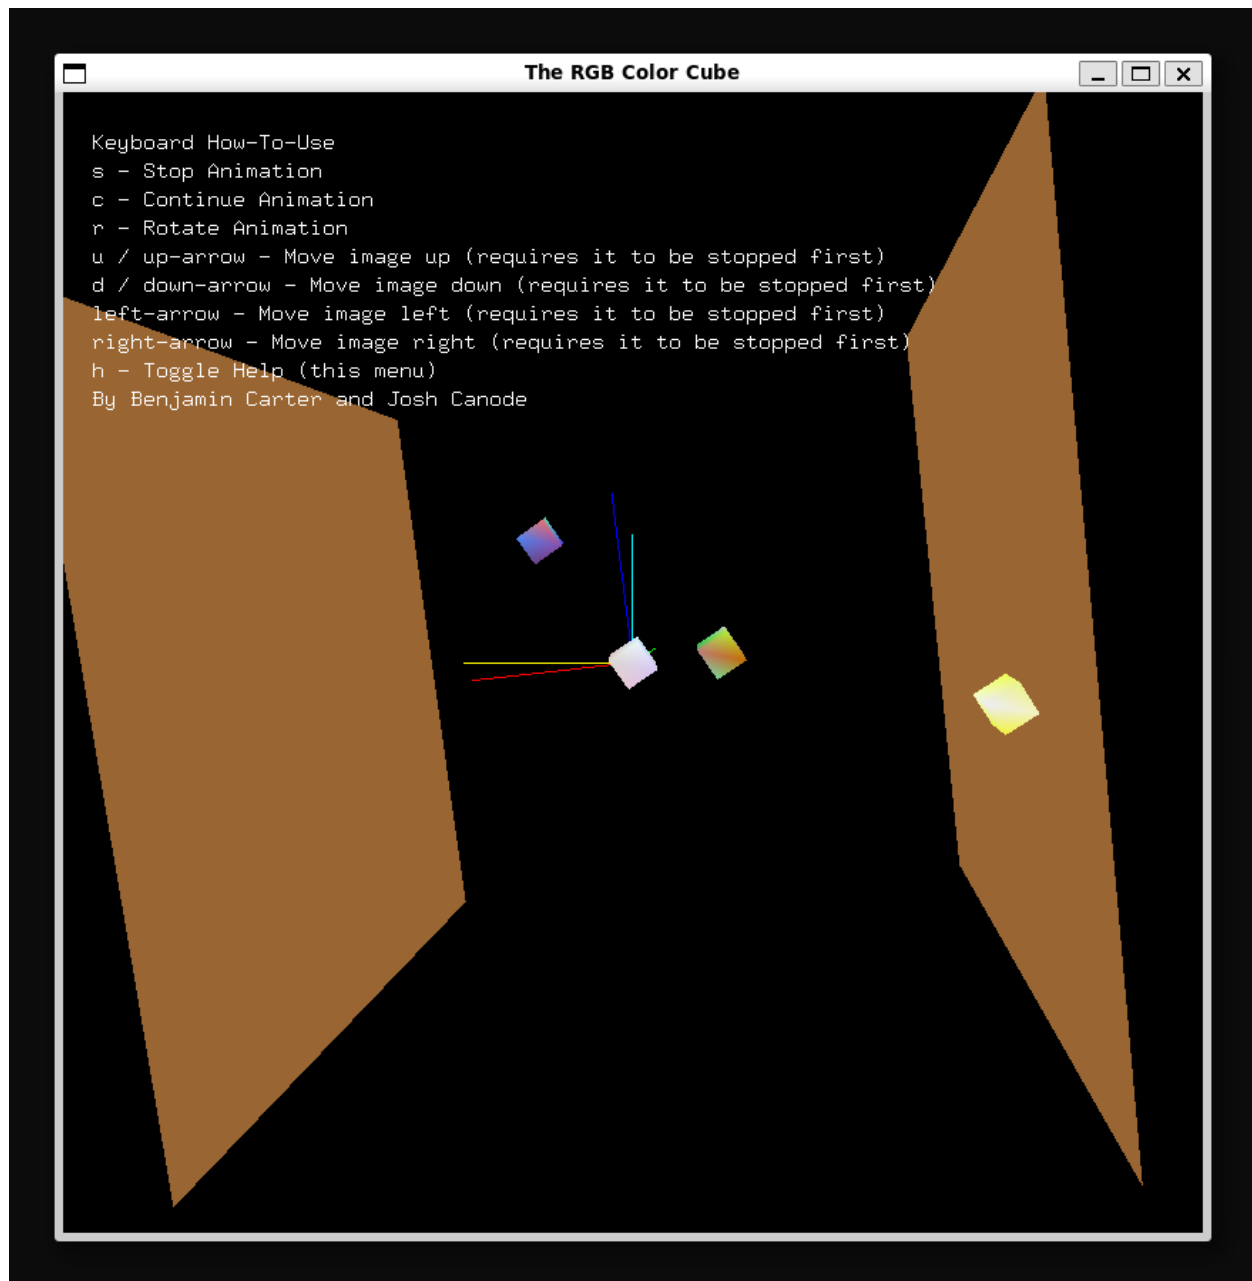 The RGB Color Cube
Keyboard How-To-Use
s - Stop Animation
c - Continue Animation
r - Rotate Animation
u / up-arrow - Move image up (requires it to be stopped first)
d / down-arrow - Move image down (requires it to be stopped first)
left-arrow - Move image left (requires it to be stopped first)
right-arrow - Move image right (requires it to be stopped first)
h - Toggle Help (this menu)
By Benjamin Carter and Josh Canode